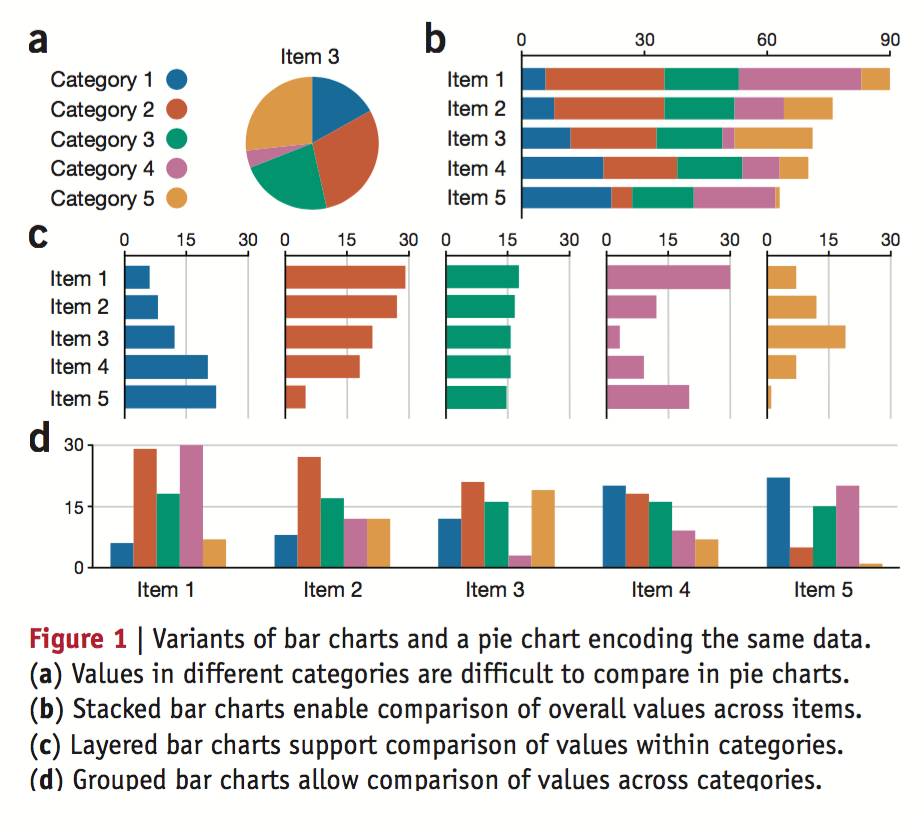 a
Item 3
Category 1
Category 2
Category 3
Category 4
Category 5
b
0 30 60 90
Item 1
Item 2
Item 3
Item 4
Item 5
c
0 15 30 0 15 30 0 15 30 0 15 30 0 15 30
Item 1
Item 2
Item 3
Item 4
Item 5
d
30
15
0
Item 1 Item 2 Item 3 Item 4 Item 5
Figure 1 | Variants of bar charts and a pie chart encoding the same data.
(a) Values in different categories are difficult to compare in pie charts.
(b) Stacked bar charts enable comparison of overall values across items.
(c) Layered bar charts support comparison of values within categories.
(d) Grouped bar charts allow comparison of values across categories.